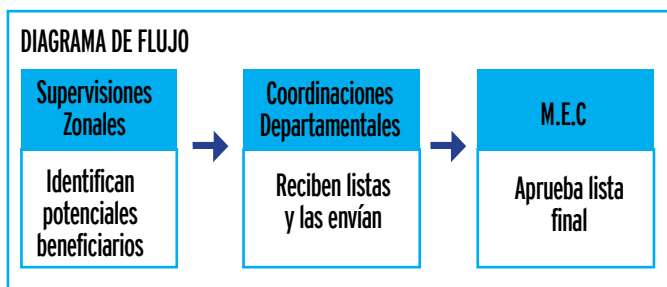 DIAGRAMA DE FLUJO
Supervisiones
Zonales
Identifican
potenciales
beneficiarios
Coordinaciones
Departamentales
Reciben listas
y las envían
M.E.C
Aprueba lista
final